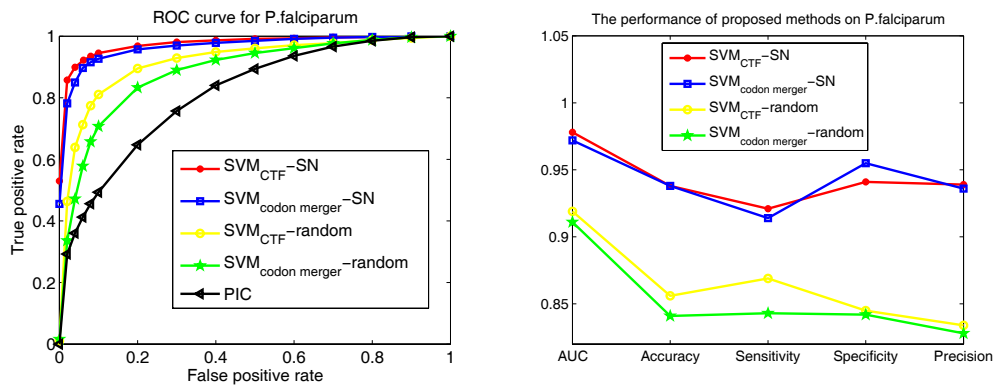 ROC curve for P.falciparum
1
0.8
0.6
0.4
0.2
0
True positive rate
0 0.2 0.4 0.6 0.8 1
False positive rate
SVMCTF-SN
SVMcodon merger-SN
SVMCTF-random
SVMcodon merger-random
PIC
The performance of proposed methods on P.falciparum
1.05
1
0.95
0.9
0.85
AUC Accuracy Sensitivity Specificity Precision
SVMCTF-SN
SVMcodon merger-SN
SVMCTF-random
SVMcodon merger-random